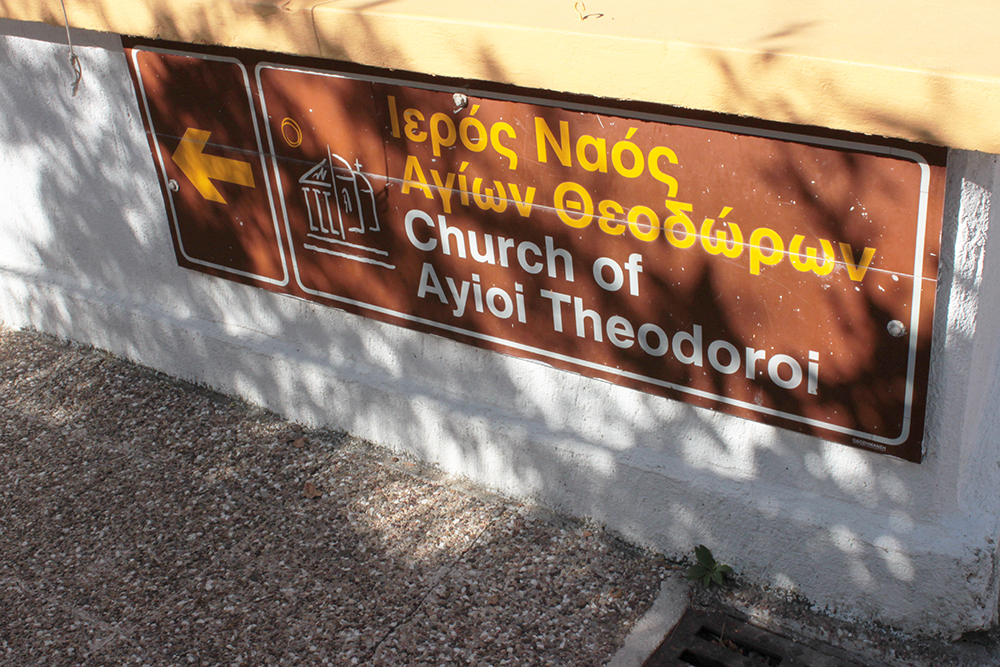 Ιερός Ναός
Αγίων Θεοδώρων
Church of
Ayioi Theodoroi